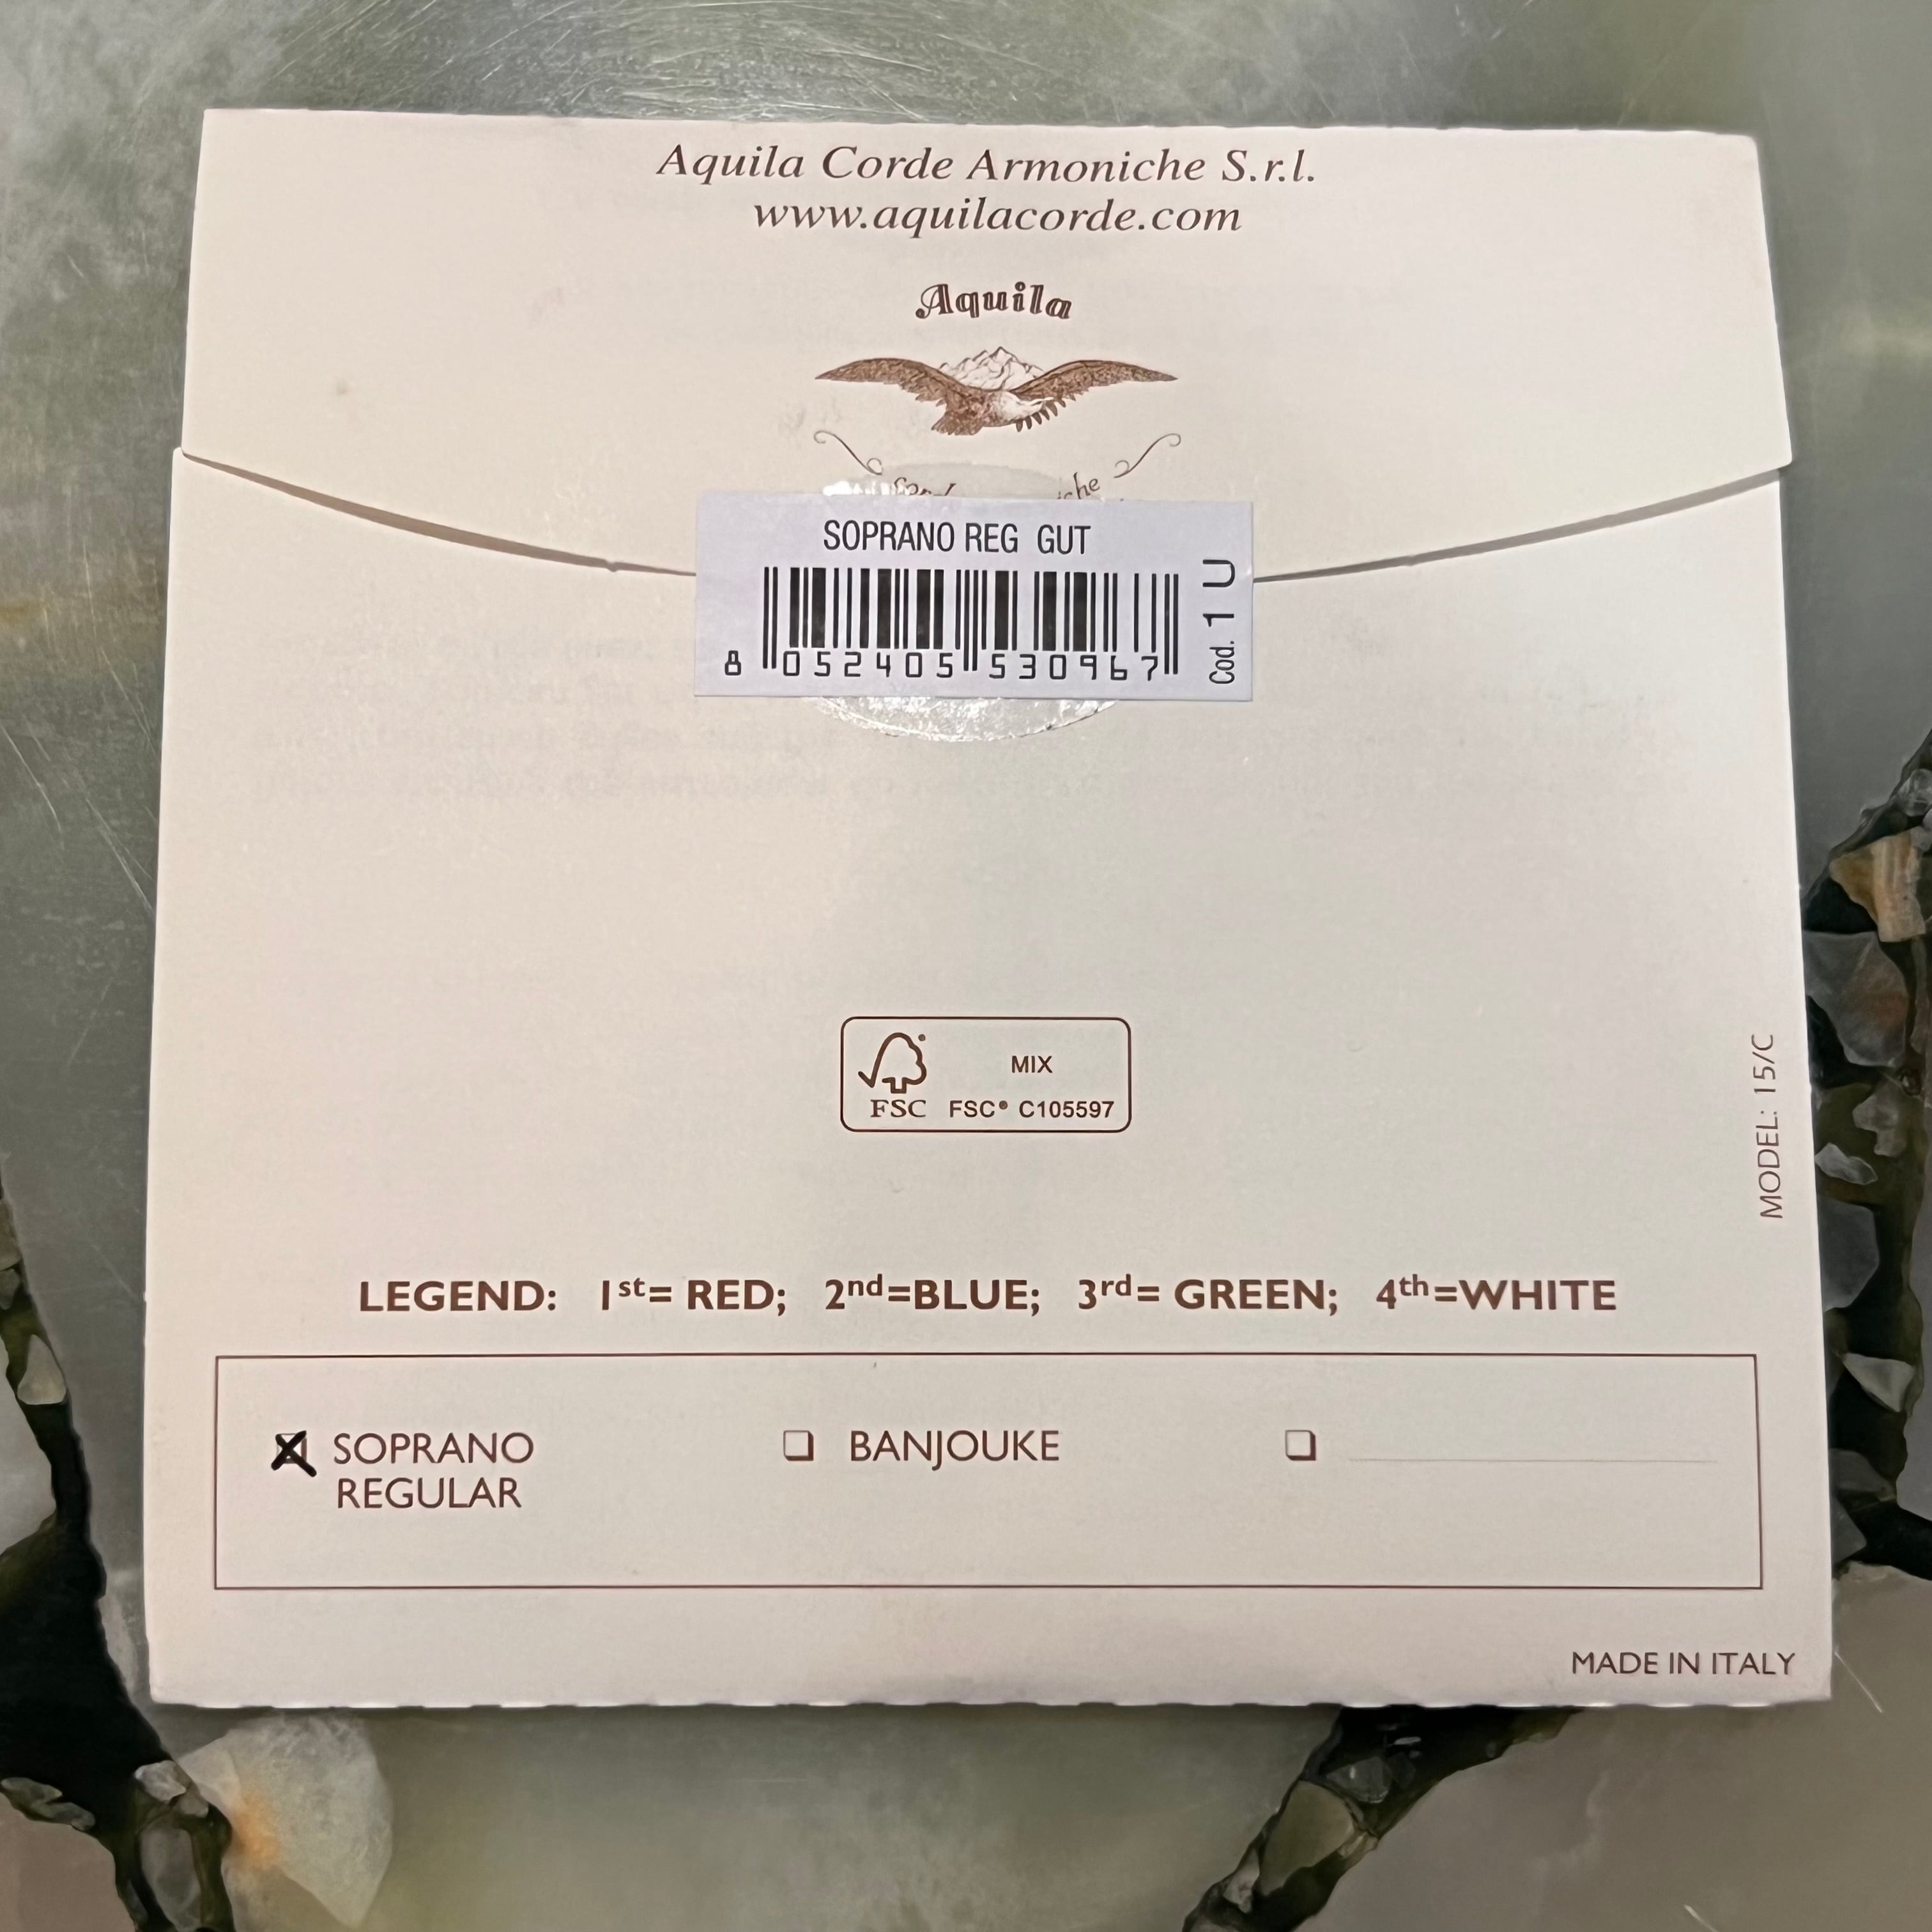 Aquila Corde Armoniche S.r.l.
www.aquilacorde.com
Aquila
SOPRANO REG GUT
8 052405 530967
Cod. 1 U
FSC
MIX
FSC® C105597
MODEL: 15/C
LEGEND: 1st= RED; 2nd=BLUE; 3rd= GREEN; 4th=WHITE
SOPRANO
REGULAR
BANJOUKE
MADE IN ITALY